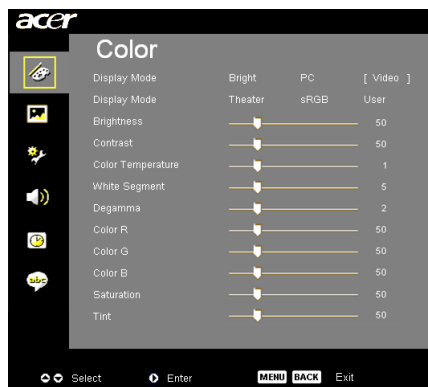 acer
Color
Display Mode Bright PC [ Video ]
Display Mode Theater sRGB User
Brightness 50
Contrast 50
Color Temperature 1
White Segment 5
Degamma 2
Color R 50
Color G 50
Color B 50
Saturation 50
Tint 50
abc
Select Enter MENU BACK Exit